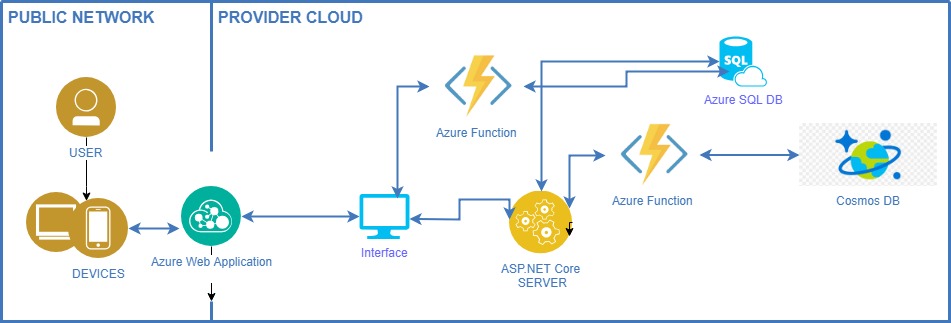 PUBLIC NETWORK
PROVIDER CLOUD
SQL
Azure SQL DB
Azure Function
USER
Azure Function
Cosmos DB
Interface
Azure Web Application
DEVICES
ASP.NET Core
SERVER